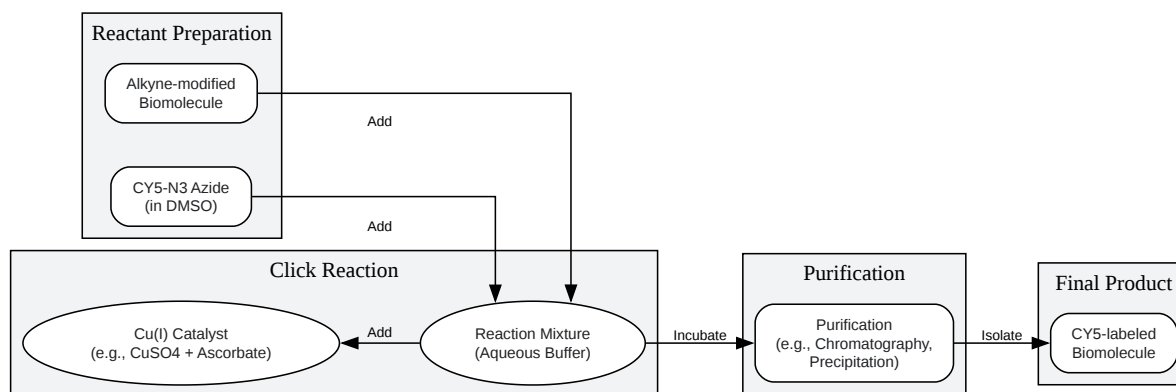 Reactant Preparation
Alkyne-modified
Biomolecule
Add
CY5-N3 Azide
(in DMSO)
Add
Click Reaction
Cu(I) Catalyst
(e.g., CuSO4 + Ascorbate)
Add
Reaction Mixture
(Aqueous Buffer)
Incubate
Purification
Purification
(e.g., Chromatography,
Precipitation)
Isolate
Final Product
CY5-labeled
Biomolecule